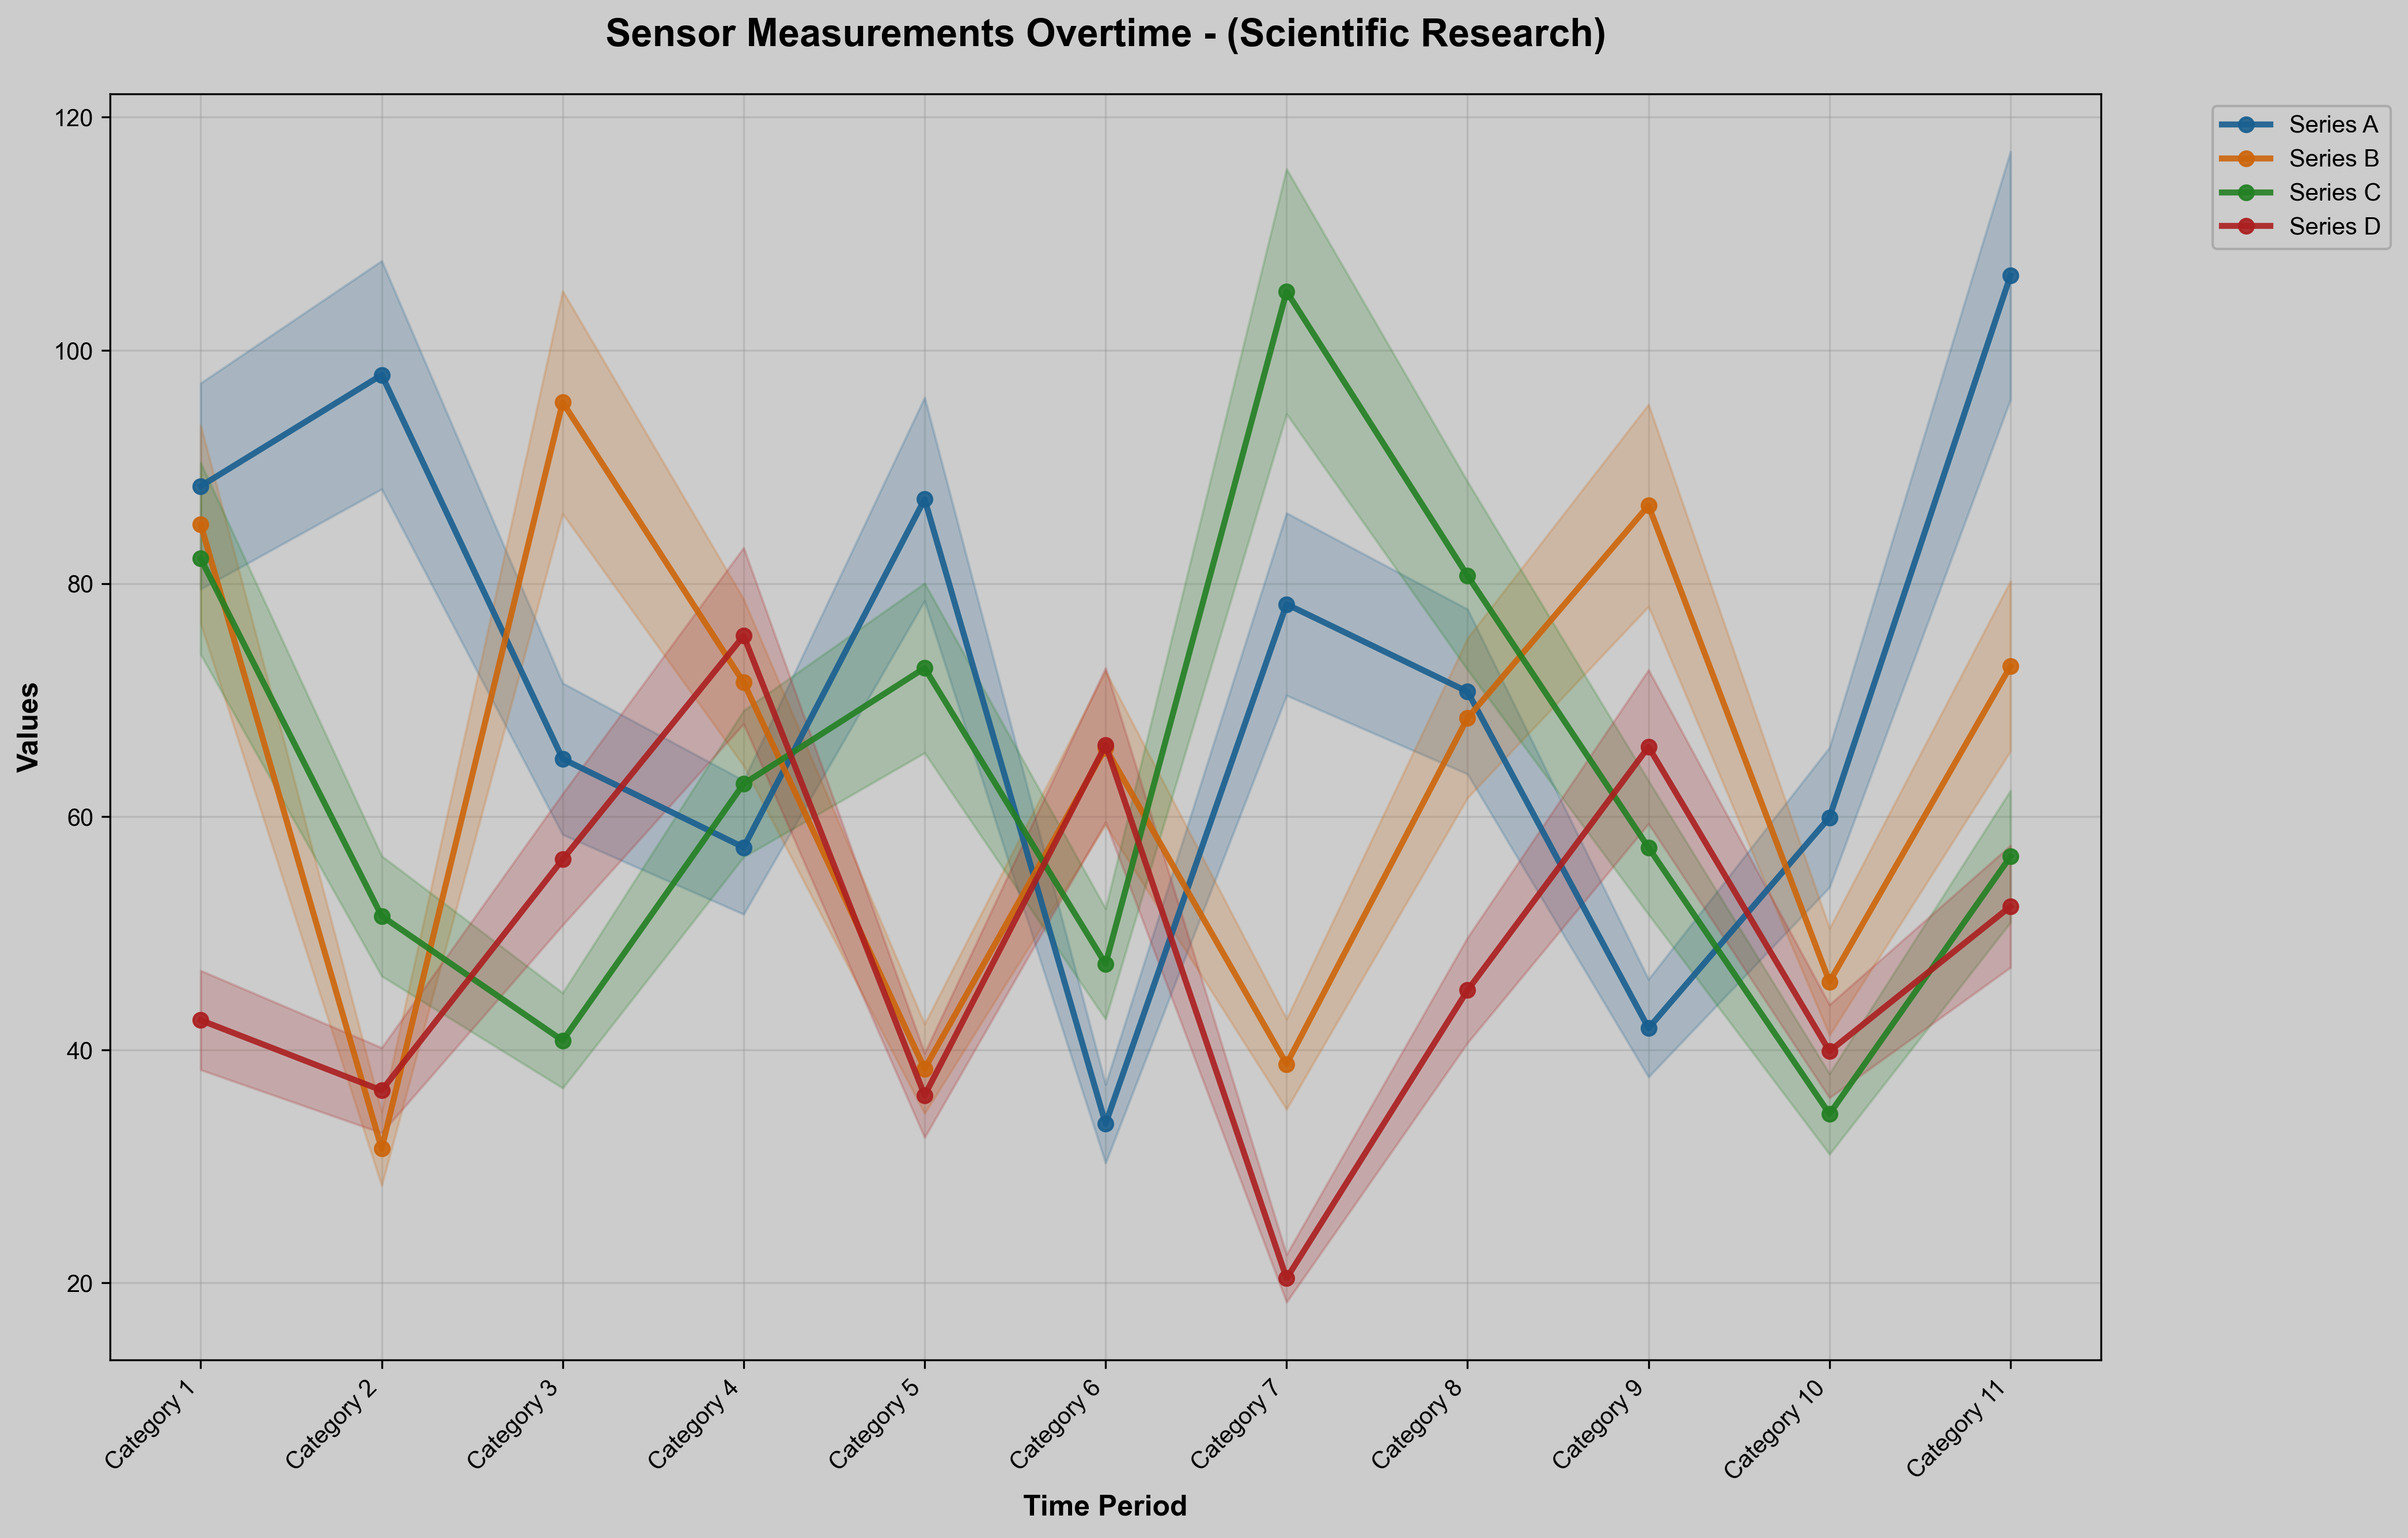 Sensor Measurements Overtime - (Scientific Research)
120
100
80
60
40
20
Values
Category 1
Category 2
Category 3
Category 4
Category 5
Category 6
Category 7
Category 8
Category 9
Category 10
Category 11
Time Period
Series A
Series B
Series C
Series D